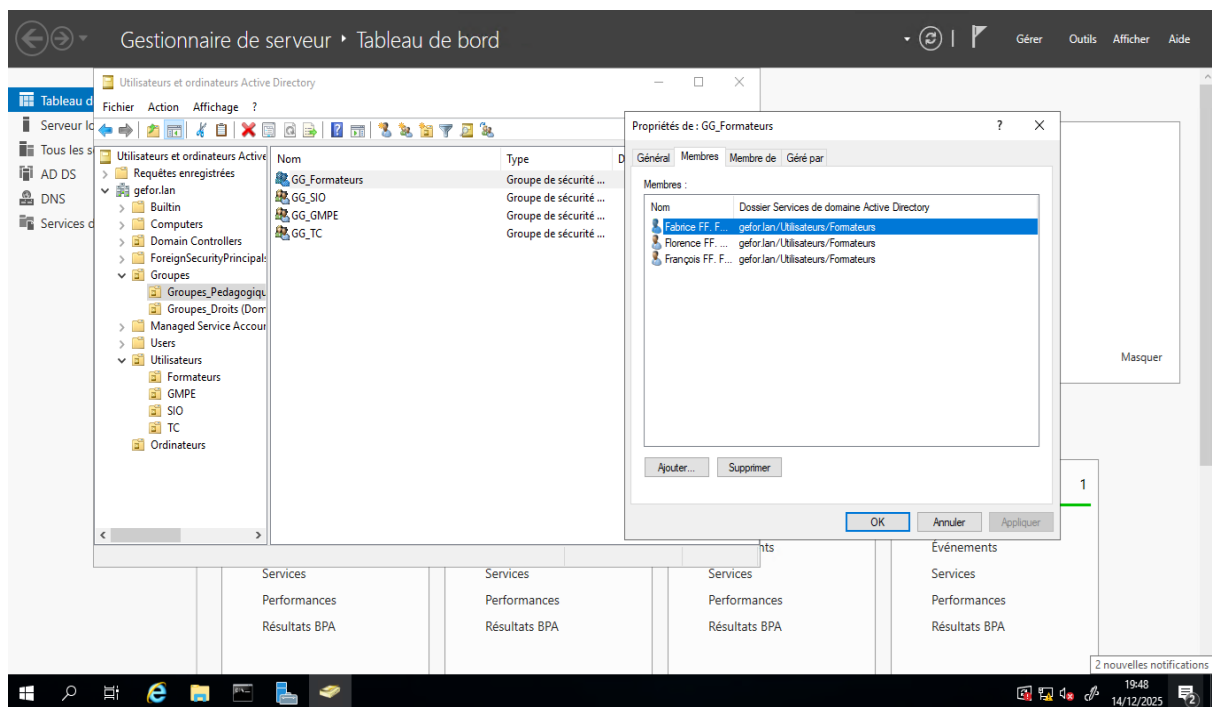 Gestionnaire de serveur • Tableau de bord
Gérer Outils Afficher Aide
Tableau d
Serveur lo
Tous les s
AD DS
DNS
Services d
Utilisateurs et ordinateurs Active Directory
Fichier Action Affichage ?
Utilisateurs et ordinateurs Active
Requêtes enregistrées
gefor.lan
Builtin
Computers
Domain Controllers
ForeignSecurityPrincipals
Groupes
Groupes_Pedagogiqu
Groupes_Droits (Dom
Managed Service Accour
Users
Utilisateurs
Formateurs
GMPE
SIO
TC
Ordinateurs
Nom Type D
GG_Formateurs Groupe de sécurité ...
GG_SIO Groupe de sécurité ...
GG_GMPE Groupe de sécurité ...
GG_TC Groupe de sécurité ...
Propriétés de : GG_Formateurs ?
Général Membres Membre de Géré par
Membres :
Nom Dossier Services de domaine Active Directory
Fabrice FF. F... gefor.lan/Utilisateurs/Formateurs
Florence FF. ... gefor.lan/Utilisateurs/Formateurs
François FF. F... gefor.lan/Utilisateurs/Formateurs
Ajouter... Supprimer
OK Annuler Appliquer
Masquer
1
nts Événements
Services Services Services Services
Performances Performances Performances Performances
Résultats BPA Résultats BPA Résultats BPA Résultats BPA
2 nouvelles notifications
19:48
14/12/2025
2